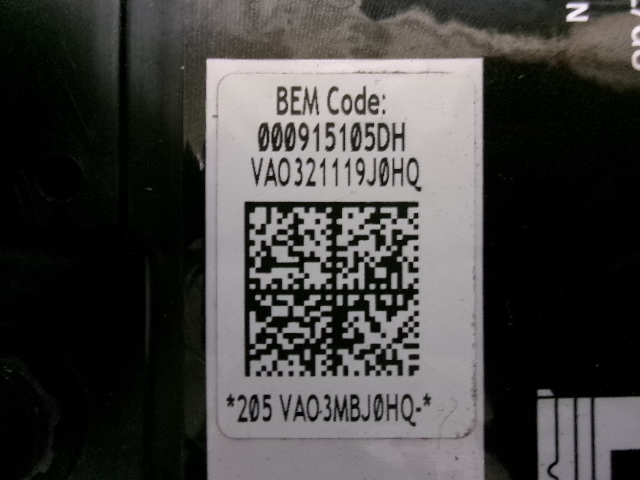 BEM Code:
000915105DH
VAO321119J0HQ
*205 VAO3MBJ0HQ-*
N